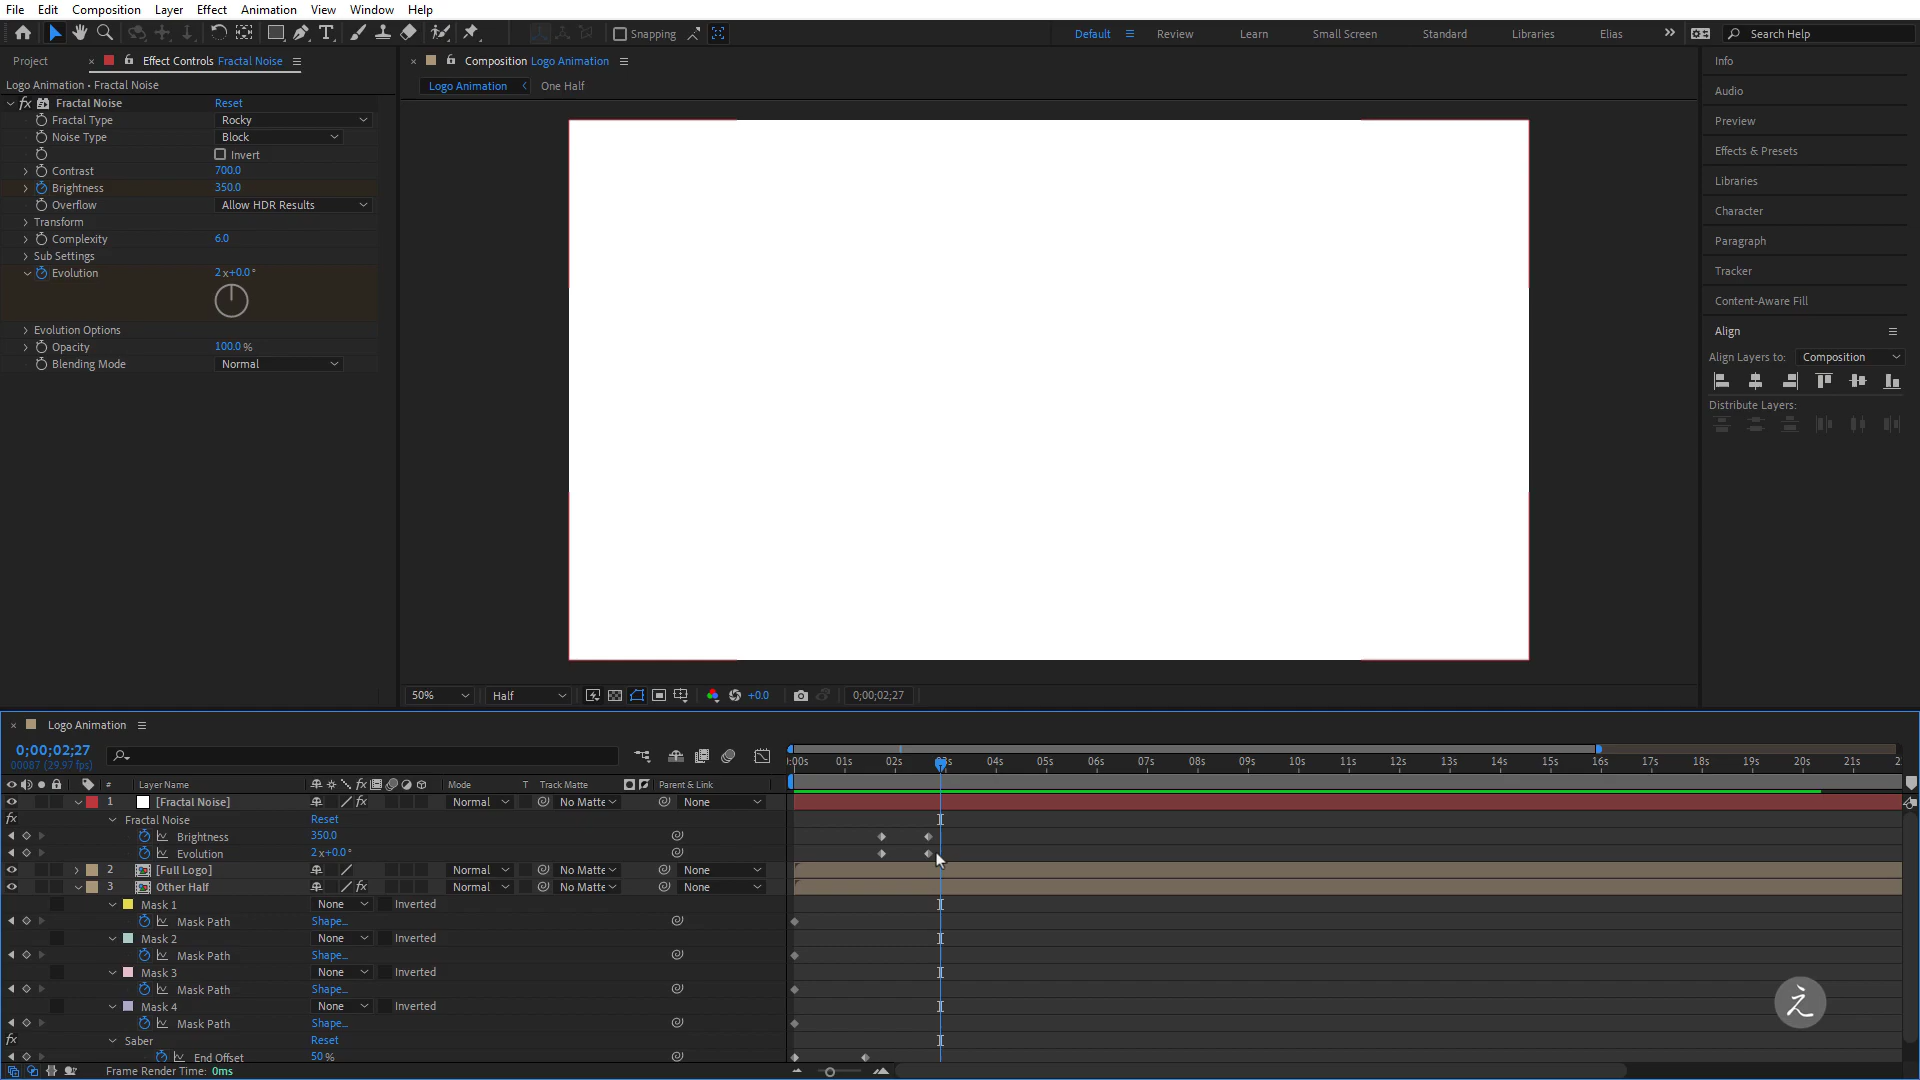 File Edit Composition Layer Effect Animation View Window Help
Snapping
Default Review Learn Small Screen Standard Libraries Elias Search Help
Project Effect Controls Fractal Noise
Logo Animation • Fractal Noise
fx Fractal Noise Reset
Fractal Type Rocky
Noise Type Block
Invert
Contrast 700.0
Brightness 350.0
Overflow Allow HDR Results
Transform
Complexity 6.0
Sub Settings
Evolution 2x+0.0°
Evolution Options
Opacity 100.0 %
Blending Mode Normal
Composition Logo Animation
Logo Animation One Half
50% Half +0.0 0;00;02;27
Info
Audio
Preview
Effects & Presets
Libraries
Character
Paragraph
Tracker
Content-Aware Fill
Align
Align Layers to: Composition
Distribute Layers:
Logo Animation
0;00;02;27
00087 (29.97 fps)
01s 02s 04s 05s 06s 07s 08s 09s 10s 11s 12s 13s 14s 15s 16s 17s 18s 19s 20s 21s
# Layer Name Mode T Track Matte Parent & Link
1 [Fractal Noise] fx Normal No Matte None
fx Fractal Noise Reset
Brightness 350.0
Evolution 2x+0.0°
2 [Full Logo] Normal No Matte None
3 Other Half fx Normal No Matte None
Mask 1 None Inverted
Mask Path Shape...
Mask 2 None Inverted
Mask Path Shape...
Mask 3 None Inverted
Mask Path Shape...
Mask 4 None Inverted
Mask Path Shape...
fx Saber Reset
End Offset 50 %
Frame Render Time: 0ms